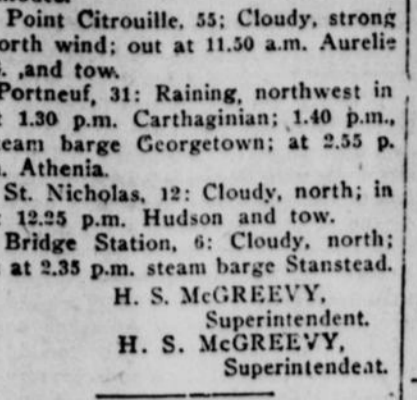 Point Citrouille, 55; Cloudy, strong
orth wind; out at 11.50 a.m. Aurelie
. ,and tow.
Portneuf, 31: Raining, northwest in
1.30 p.m. Carthaginian; 1.40 p.m.,
eam barge Georgetown; at 2.55 p.
. Athenia.
St. Nicholas, 12: Cloudy, north; in
12.25 p.m. Hudson and tow.
Bridge Station, 6: Cloudy, north;
at 2.35 p.m. steam barge Stanstead.
H. S. McGREEVY,
Superintendent.
H. S. McGREEVY,
Superintendent.